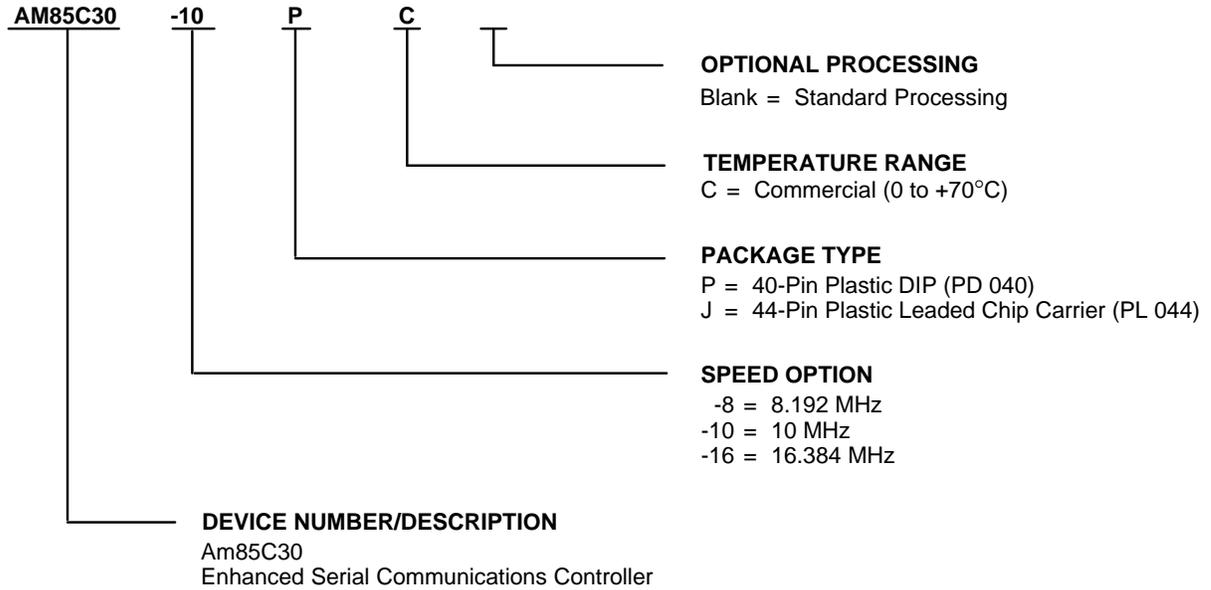 AM85C30 -10 P C
OPTIONAL PROCESSING
Blank = Standard Processing
TEMPERATURE RANGE
C = Commercial (0 to +70°C)
PACKAGE TYPE
P = 40-Pin Plastic DIP (PD 040)
J = 44-Pin Plastic Leaded Chip Carrier (PL 044)
SPEED OPTION
-8 = 8.192 MHz
-10 = 10 MHz
-16 = 16.384 MHz
DEVICE NUMBER/DESCRIPTION
Am85C30
Enhanced Serial Communications Controller